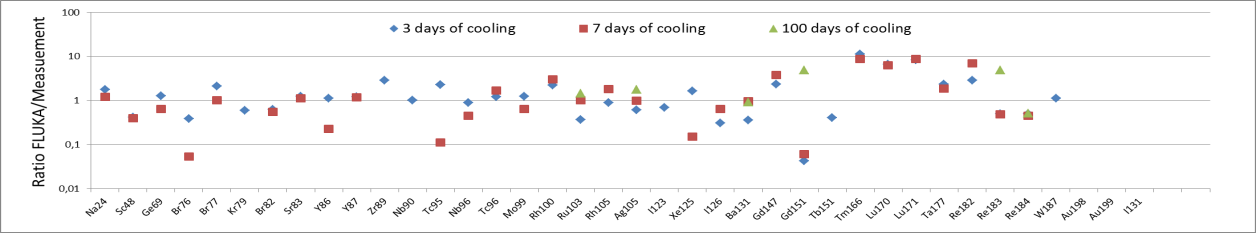 Ratio FLUKA/Measuement
100
10
1
0,1
0,01
3 days of cooling
7 days of cooling
100 days of cooling
Na24
Sc48
Ge69
Br76
Br77
Kr79
Br82
Sr83
Y86
Y87
Zr89
Nb90
Tc95
Nb96
Tc96
Mo99
Rh100
Ru103
Rh105
Ag105
I123
Xe125
I126
Ba131
Gd147
Gd151
Tb151
Tm166
Lu170
Lu171
Ta177
Re182
Re183
Re184
W187
Au198
Au199
I131